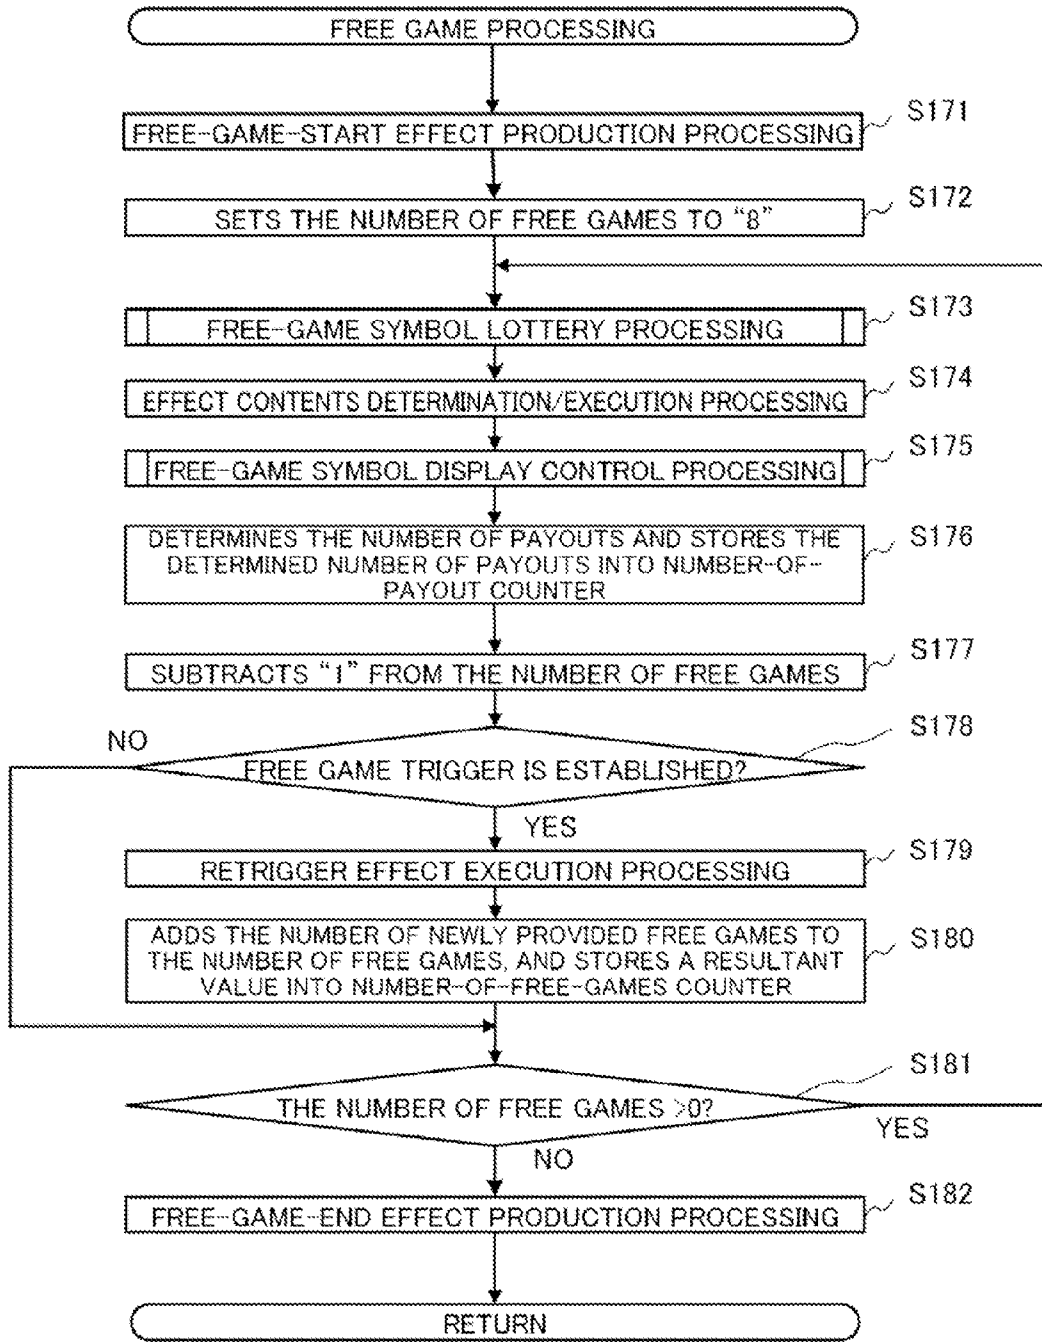 FREE GAME PROCESSING
FREE-GAME-START EFFECT PRODUCTION PROCESSING
S171
SETS THE NUMBER OF FREE GAMES TO “8”
S172
FREE-GAME SYMBOL LOTTERY PROCESSING
S173
EFFECT CONTENTS DETERMINATION/EXECUTION PROCESSING
S174
FREE-GAME SYMBOL DISPLAY CONTROL PROCESSING
S175
DETERMINES THE NUMBER OF PAYOUTS AND STORES THE
DETERMINED NUMBER OF PAYOUTS INTO NUMBER-OF-
PAYOUT COUNTER
S176
SUBTRACTS “1” FROM THE NUMBER OF FREE GAMES
S177
FREE GAME TRIGGER IS ESTABLISHED?
S178
NO
YES
RETRIGGER EFFECT EXECUTION PROCESSING
S179
ADDS THE NUMBER OF NEWLY PROVIDED FREE GAMES TO
THE NUMBER OF FREE GAMES, AND STORES A RESULTANT
VALUE INTO NUMBER-OF-FREE-GAMES COUNTER
S180
THE NUMBER OF FREE GAMES >0?
S181
YES
NO
FREE-GAME-END EFFECT PRODUCTION PROCESSING
S182
RETURN